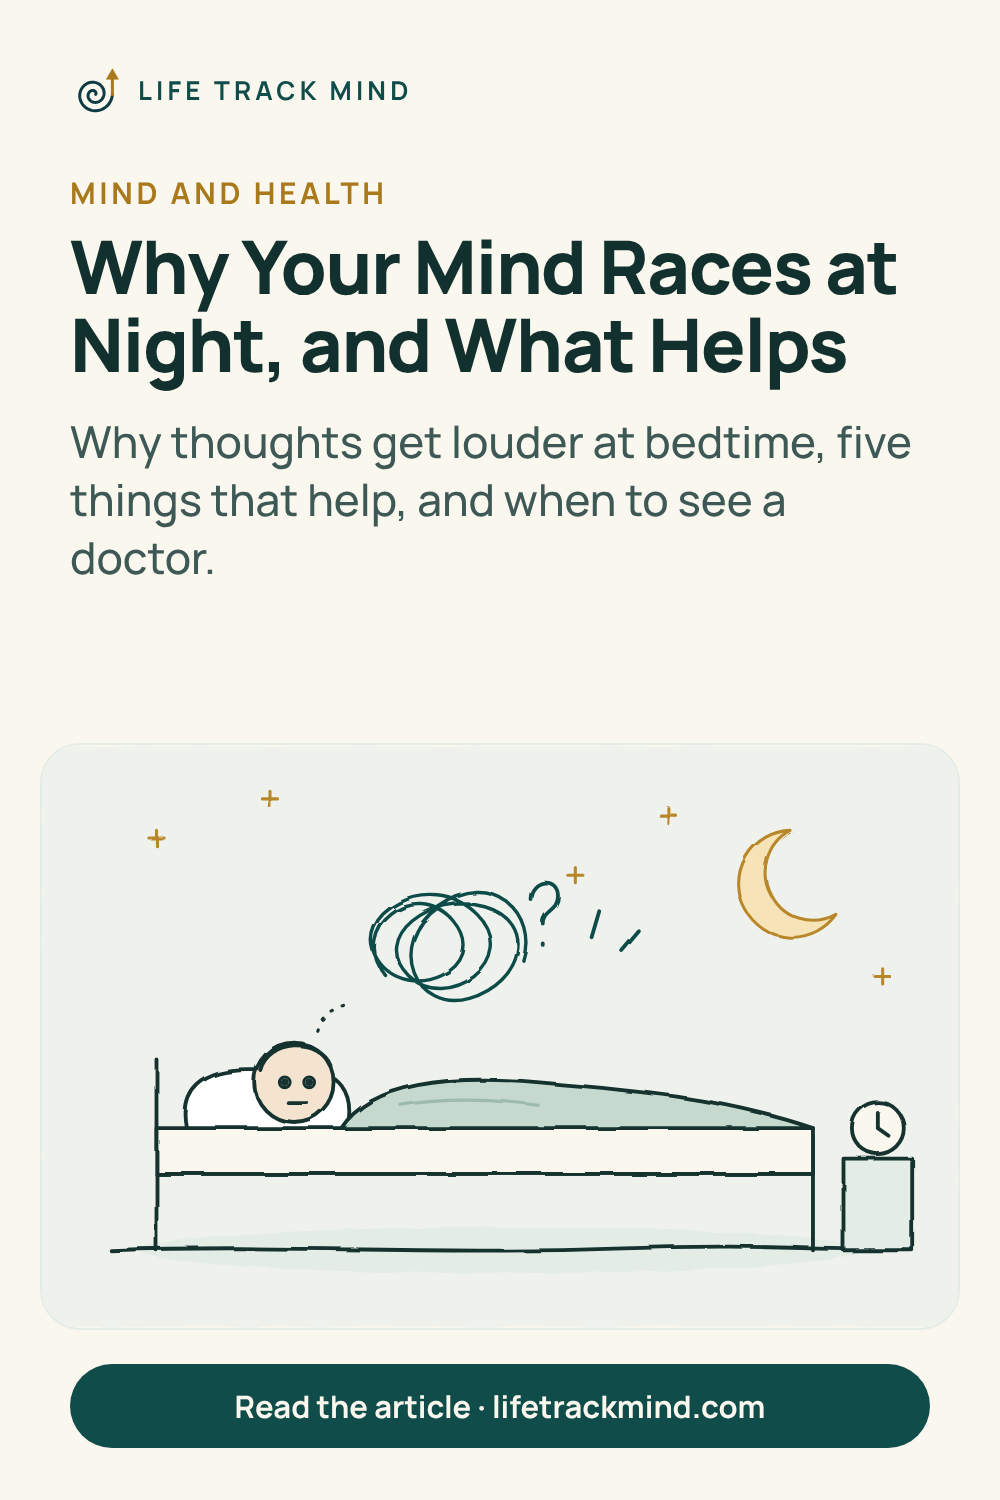 LIFE TRACK MIND
MIND AND HEALTH
Why Your Mind Races at
Night, and What Helps
Why thoughts get louder at bedtime, five
things that help, and when to see a
doctor.
?
Read the article · lifetrackmind.com